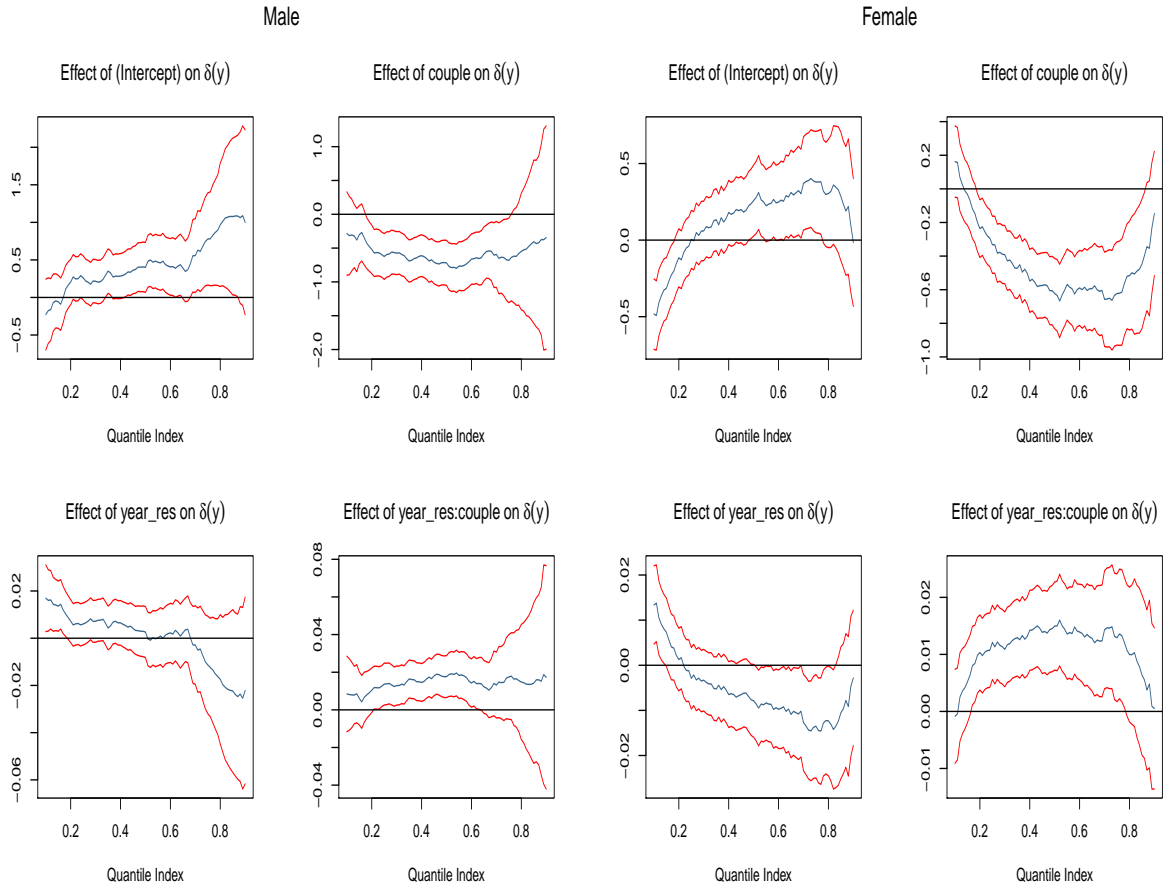 Male
Female
Effect of (Intercept) on δ(y)
Effect of couple on δ(y)
Effect of (Intercept) on δ(y)
Effect of couple on δ(y)
−0.5 0.5 1.5
−2.0 −1.0 0.0 1.0
−0.5 0.0 0.5
−1.0 −0.6 −0.2 0.2
0.2 0.4 0.6 0.8
0.2 0.4 0.6 0.8
0.2 0.4 0.6 0.8
0.2 0.4 0.6 0.8
Quantile Index
Quantile Index
Quantile Index
Quantile Index
Effect of year_res on δ(y)
Effect of year_res:couple on δ(y)
Effect of year_res on δ(y)
Effect of year_res:couple on δ(y)
−0.06 −0.02 0.02
−0.04 0.00 0.04 0.08
−0.02 0.00 0.02
−0.01 0.00 0.01 0.02
0.2 0.4 0.6 0.8
0.2 0.4 0.6 0.8
0.2 0.4 0.6 0.8
0.2 0.4 0.6 0.8
Quantile Index
Quantile Index
Quantile Index
Quantile Index